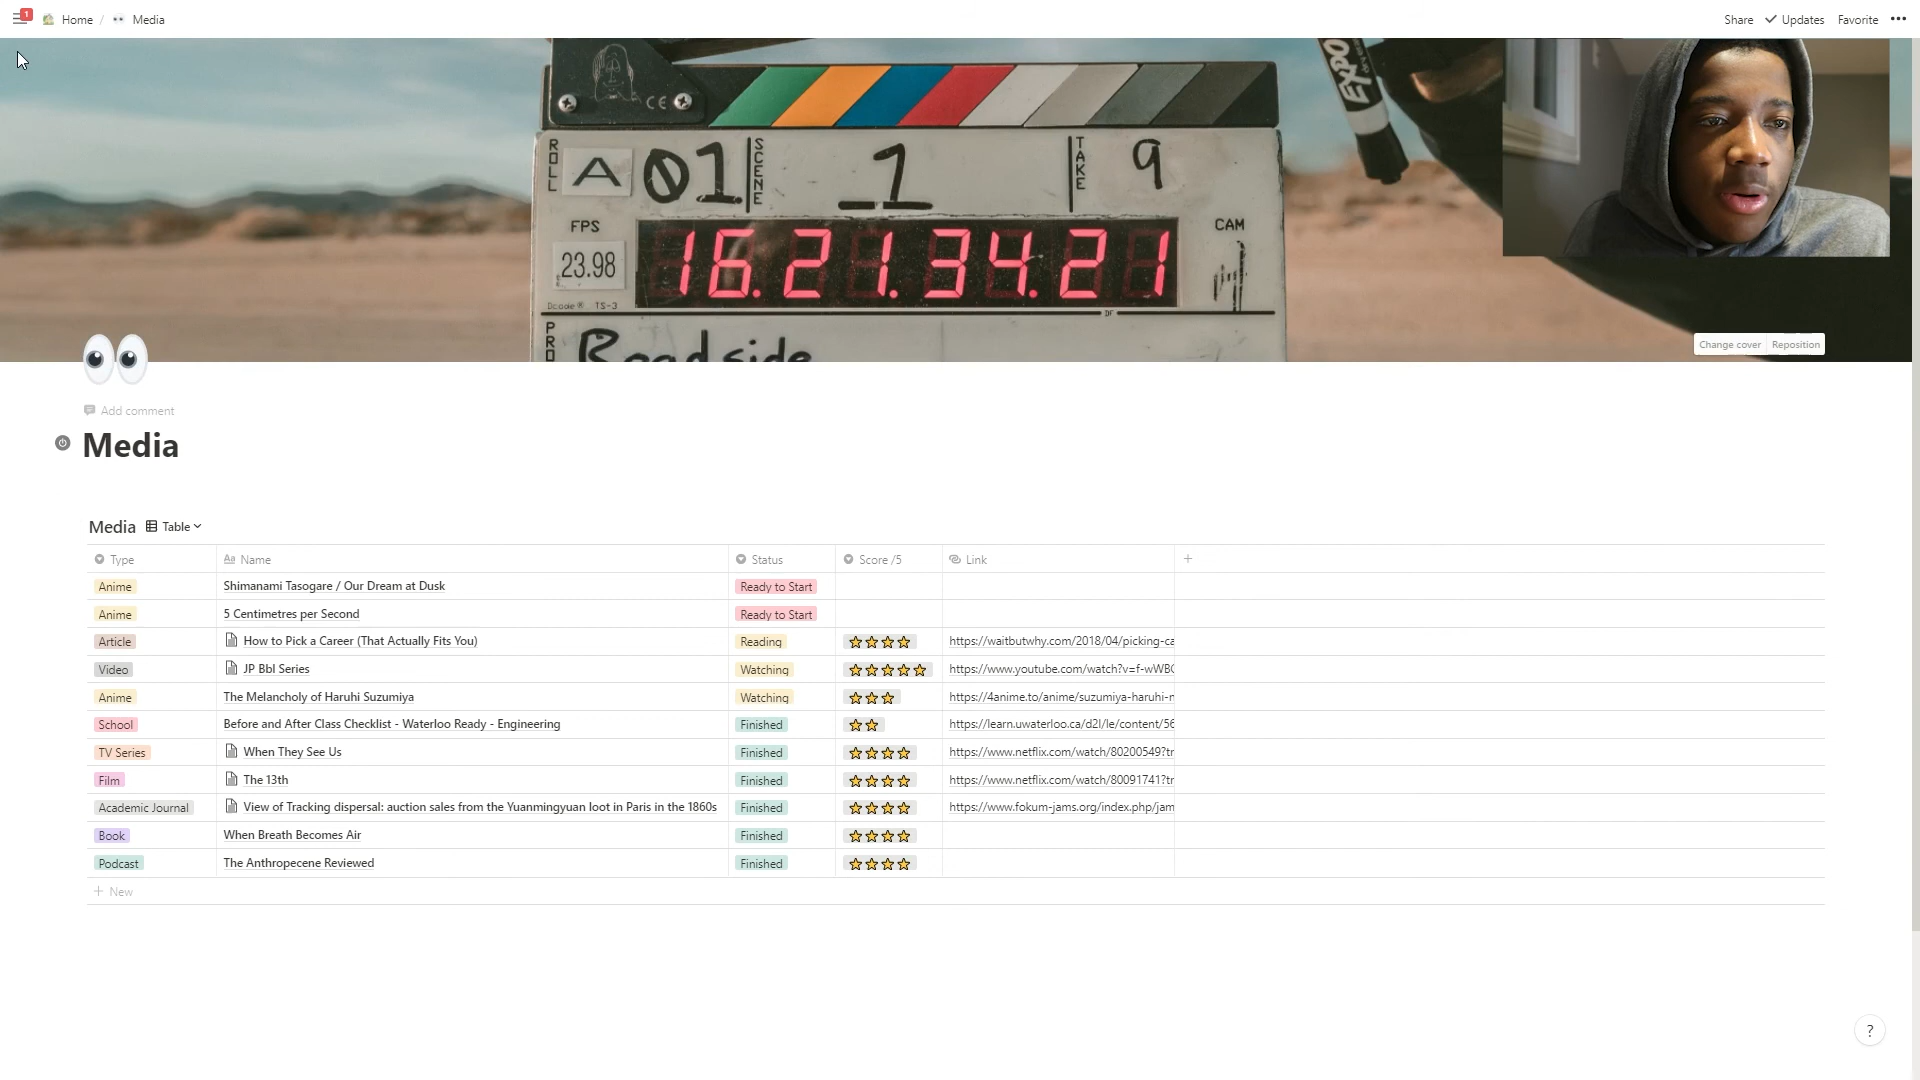 1
Home / Media
Share Updates Favorite
CE
EXPO
ROLL A 01 SCENE 1 TAKE 9
FPS CAM
23.98 16.21.34.21
Dcode® TS-3 DF
PRO Roadside
Change cover Reposition
Add comment
Media
Media Table
Type Name Status Score /5 Link
Anime Shimanami Tasogare / Our Dream at Dusk Ready to Start
Anime 5 Centimetres per Second Ready to Start
Article How to Pick a Career (That Actually Fits You) Reading https://waitbutwhy.com/2018/04/picking-ca
Video JP Bbl Series Watching https://www.youtube.com/watch?v=f-wWB
Anime The Melancholy of Haruhi Suzumiya Watching https://4anime.to/anime/suzumiya-haruhi-
School Before and After Class Checklist - Waterloo Ready - Engineering Finished https://learn.uwaterloo.ca/d2l/le/content/56
TV Series When They See Us Finished https://www.netflix.com/watch/80200549?tr
Film The 13th Finished https://www.netflix.com/watch/80091741?tr
Academic Journal View of Tracking dispersal: auction sales from the Yuanmingyuan loot in Paris in the 1860s Finished https://www.fokum-jams.org/index.php/jam
Book When Breath Becomes Air Finished
Podcast The Anthropecene Reviewed Finished
+ New
?